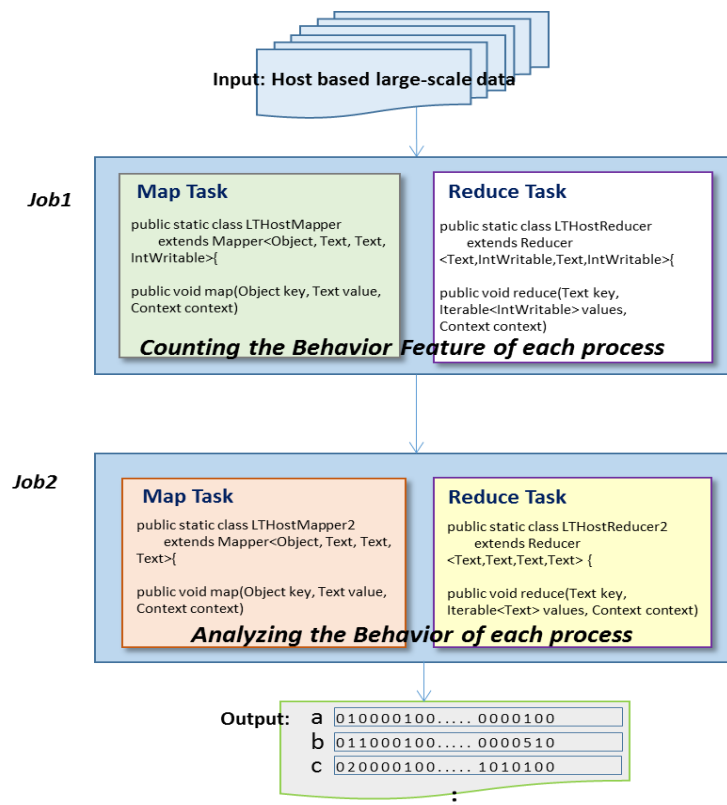 Input: Host based large-scale data
Job1
Map Task
public static class LTHostMapper
extends Mapper<Object, Text, Text,
IntWritable>{
public void map(Object key, Text value,
Context context)
Reduce Task
public static class LTHostReducer
extends Reducer
<Text,IntWritable,Text,IntWritable>{
public void reduce(Text key,
Iterable<IntWritable> values,
Context context)
Counting the Behavior Feature of each process
Job2
Map Task
public static class LTHostMapper2
extends Mapper<Object, Text, Text,
Text>{
public void map(Object key, Text value,
Context context)
Reduce Task
public static class LTHostReducer2
extends Reducer
<Text,Text,Text,Text> {
public void reduce(Text key,
Iterable<Text> values, Context context)
Analyzing the Behavior of each process
Output:
a 010000100..... 0000100
b 011000100..... 0000510
c 020000100..... 1010100
: